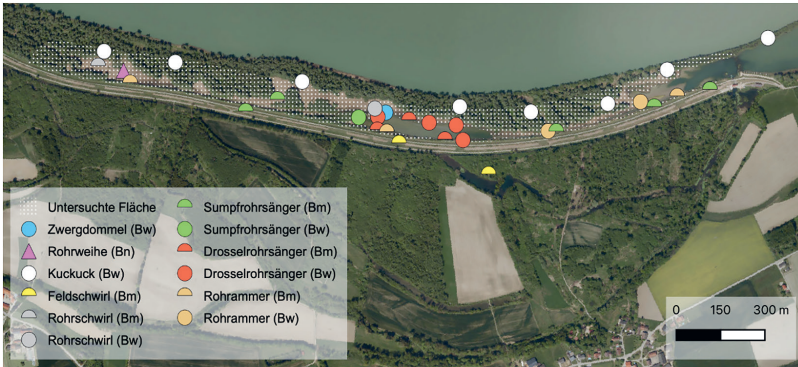 Untersuchte Fläche
Zwergdommel (Bw)
Rohrweihe (Bn)
Kuckuck (Bw)
Feldschwirl (Bm)
Rohrschwirl (Bm)
Rohrschwirl (Bw)
Sumpfrohrsänger (Bm)
Sumpfrohrsänger (Bw)
Drosselrohrsänger (Bm)
Drosselrohrsänger (Bw)
Rohrammer (Bm)
Rohrammer (Bw)
0 150 300 m